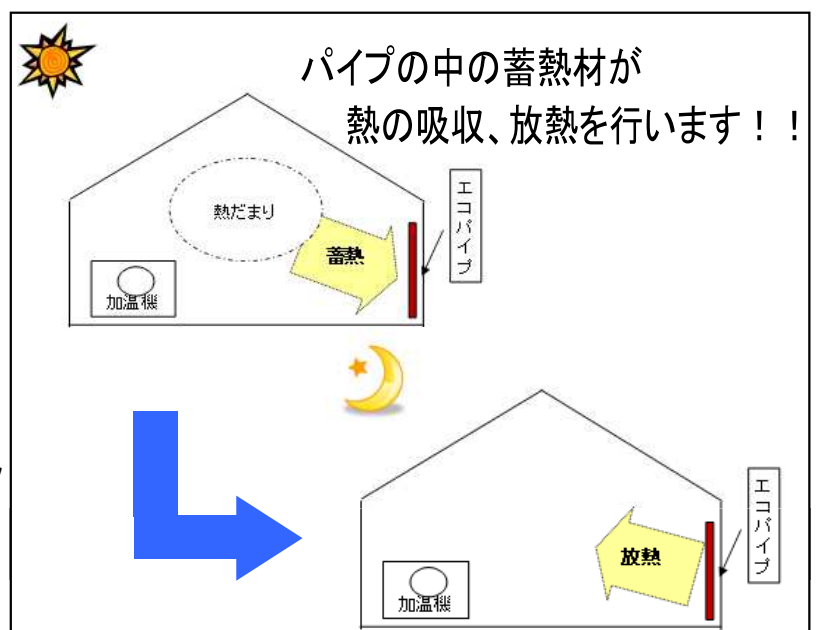 パイプの中の蓄熱材が
熱の吸収、放熱を行います！！
熱だまり
蓄熱
エコパイプ
加温機
エコパイプ
放熱
加温機